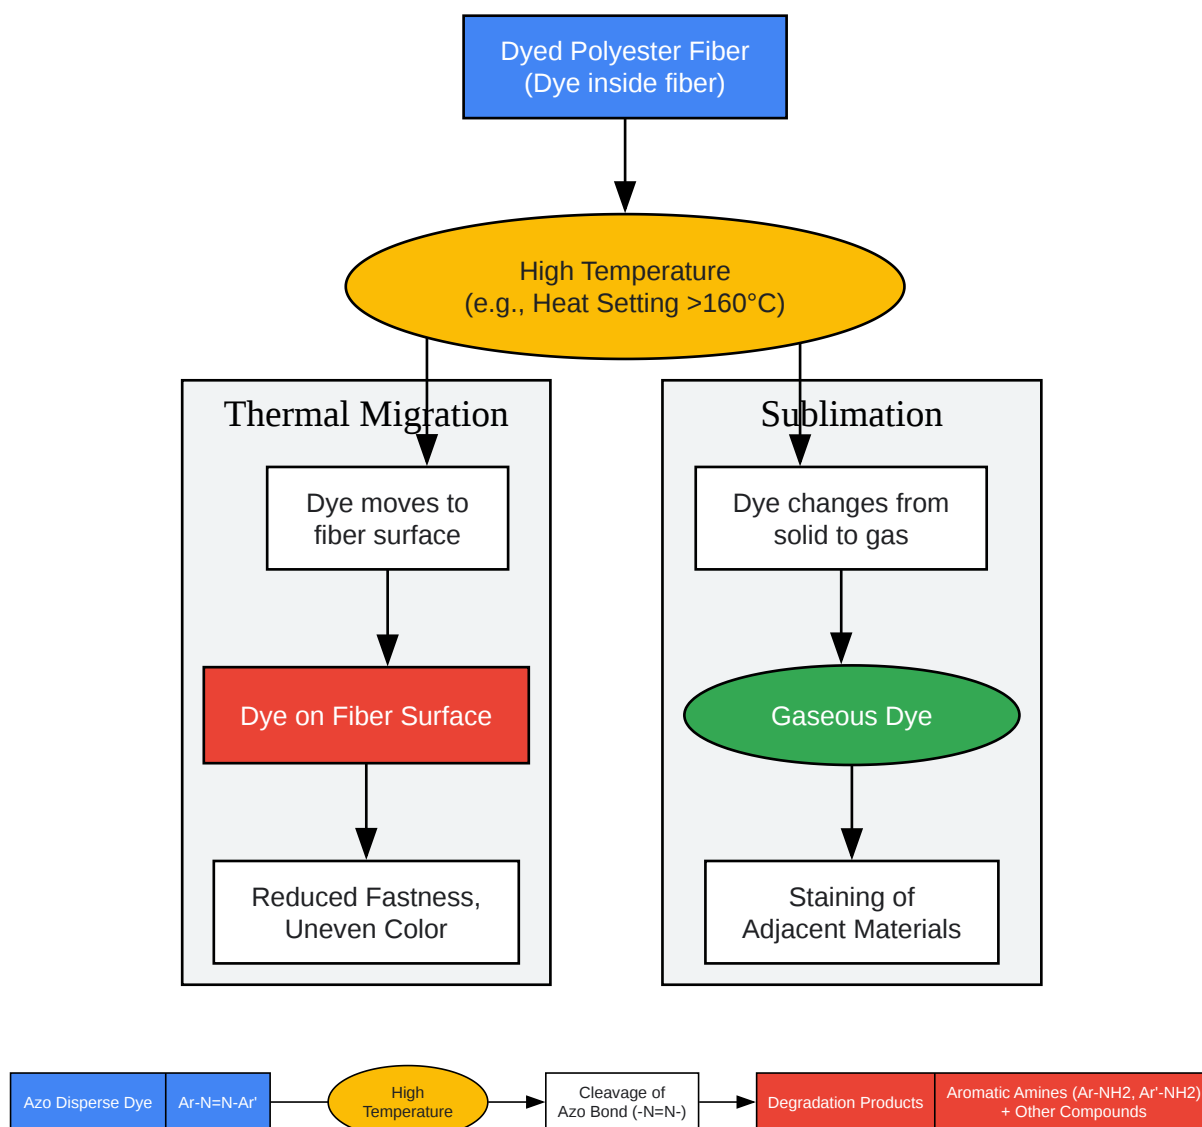 Dyed Polyester Fiber
(Dye inside fiber)
High Temperature
(e.g., Heat Setting >160°C)
Thermal Migration
Dye moves to
fiber surface
Dye on Fiber Surface
Reduced Fastness,
Uneven Color
Sublimation
Dye changes from
solid to gas
Gaseous Dye
Staining of
Adjacent Materials
Azo Disperse Dye
Ar-N=N-Ar'
High
Temperature
Cleavage of
Azo Bond (-N=N-)
Degradation Products
Aromatic Amines (Ar-NH2, Ar'-NH2)
+ Other Compounds